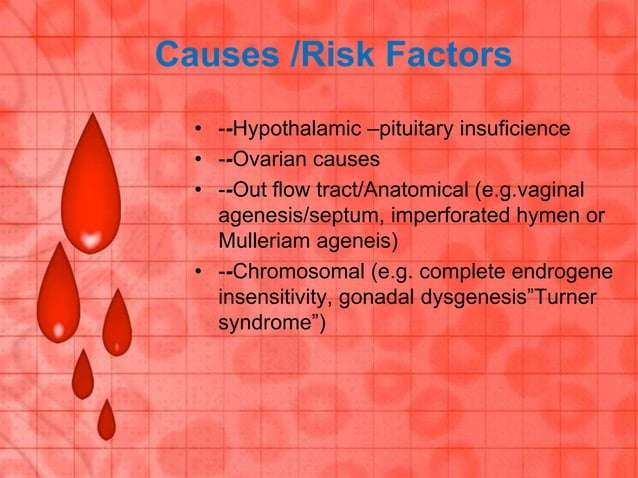 Causes /Risk Factors
• --Hypothalamic –pituitary insuficience
• --Ovarian causes
• --Out flow tract/Anatomical (e.g.vaginal
agenesis/septum, imperforated hymen or
Mulleriam ageneis)
• --Chromosomal (e.g. complete endrogene
insensitivity, gonadal dysgenesis”Turner
syndrome”)